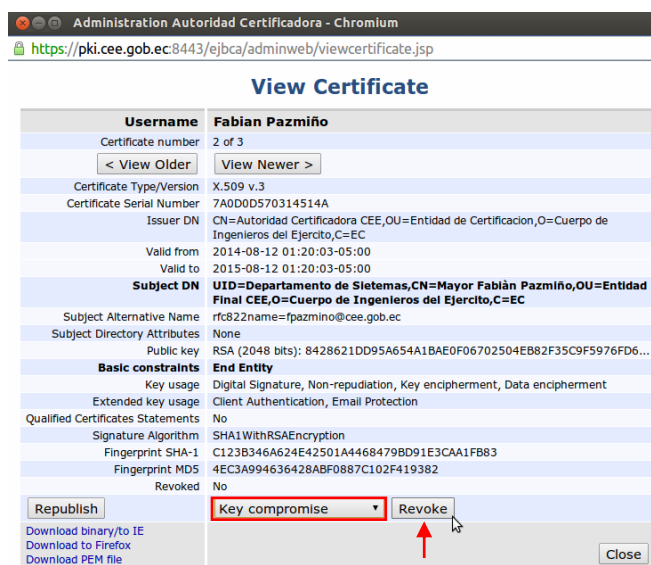 Administration Autoridad Certificadora - Chromium
https://pki.cee.gob.ec:8443/ejbca/adminweb/viewcertificate.jsp
View Certificate
Username Fabian Pazmiño
Certificate number 2 of 3
< View Older View Newer >
Certificate Type/Version X.509 v.3
Certificate Serial Number 7A0D0D570314514A
Issuer DN CN=Autoridad Certificadora CEE,OU=Entidad de Certificacion,O=Cuerpo de
Ingenieros del Ejercito,C=EC
Valid from 2014-08-12 01:20:03-05:00
Valid to 2015-08-12 01:20:03-05:00
Subject DN UID=Departamento de Sietemas,CN=Mayor Fabiàn Pazmiño,OU=Entidad
Final CEE,O=Cuerpo de Ingenieros del Ejercito,C=EC
Subject Alternative Name rfc822name=fpazmino@cee.gob.ec
Subject Directory Attributes None
Public key RSA (2048 bits): 8428621DD95A654A1BAE0F06702504EB82F35C9F5976FD6...
Basic constraints End Entity
Key usage Digital Signature, Non-repudiation, Key encipherment, Data encipherment
Extended key usage Client Authentication, Email Protection
Qualified Certificates Statements No
Signature Algorithm SHA1WithRSAEncryption
Fingerprint SHA-1 C123B346A624E42501A4468479BD91E3CAA1FB83
Fingerprint MD5 4EC3A994636428ABF0887C102F419382
Revoked No
Republish Key compromise Revoke
Download binary/to IE
Download to Firefox
Download PEM file Close